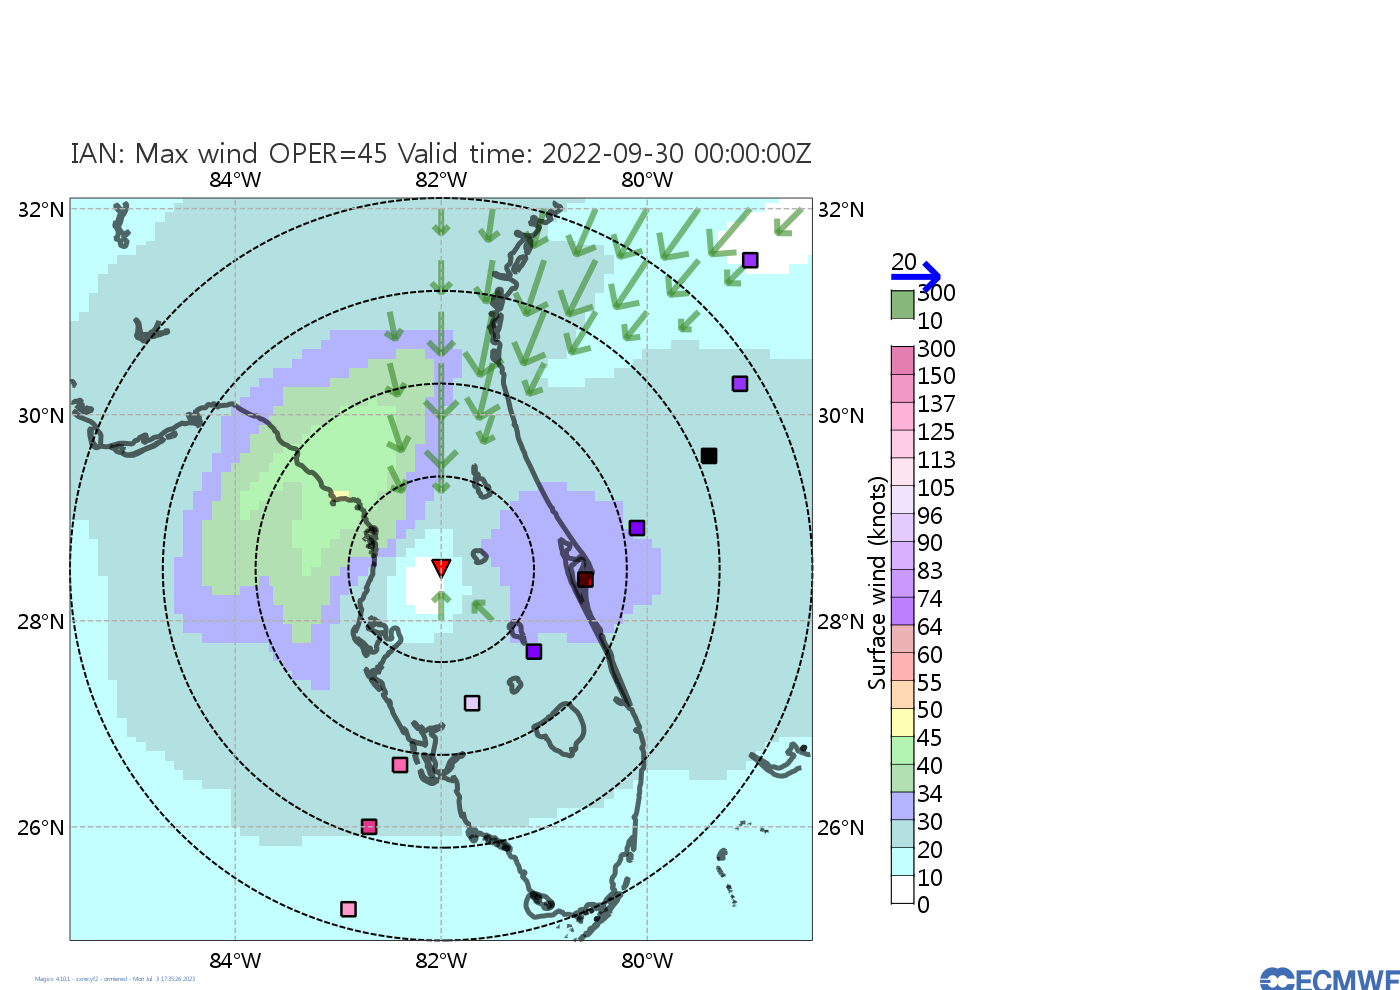 IAN: Max wind OPER=45 Valid time: 2022-09-30 00:00:00Z
84°W 82°W 80°W
32°N 32°N
30°N 30°N
28°N 28°N
26°N 26°N
84°W 82°W 80°W
20
300
10
Surface wind (knots)
300
150
137
125
113
105
96
90
83
74
64
60
55
50
45
40
34
30
20
10
0
Magics 4.10.1 - sxrecyf2 - ormieresl - Mon Jul 3 17:35:26 2023
ECMWF